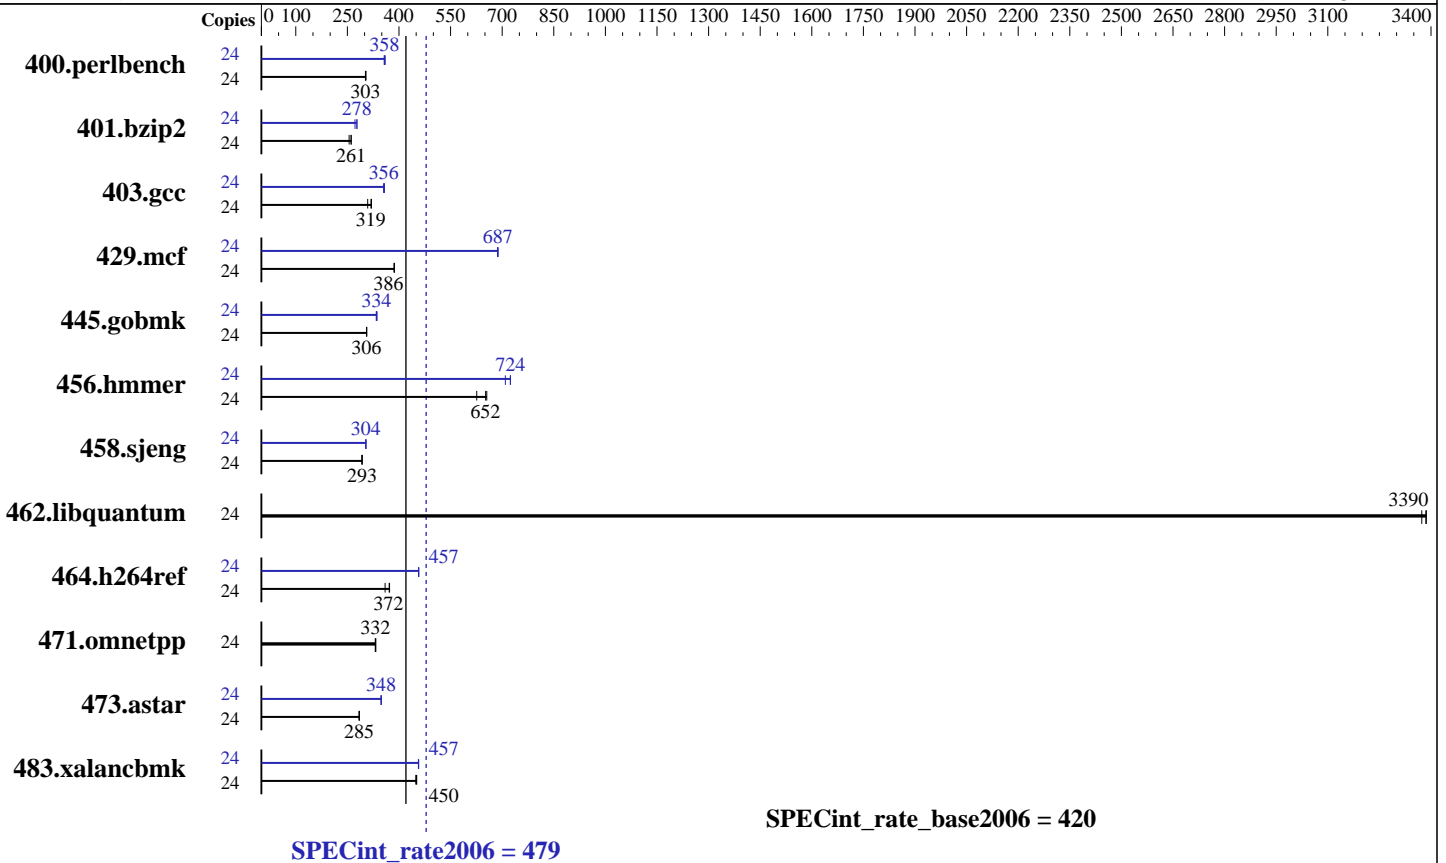 Copies 0 100 250 400 550 700 850 1000 1150 1300 1450 1600 1750 1900 2050 2200 2350 2500 2650 2800 2950 3100 3400
400.perlbench 24 358
24 303
401.bzip2 24 278
24 261
403.gcc 24 356
24 319
429.mcf 24 687
24 386
445.gobmk 24 334
24 306
456.hmmer 24 724
24 652
458.sjeng 24 304
24 293
462.libquantum 24 3390
464.h264ref 24 457
24 372
471.omnetpp 24 332
473.astar 24 348
24 285
483.xalancbmk 24 457
24 450
SPECint_rate_base2006 = 420
SPECint_rate2006 = 479